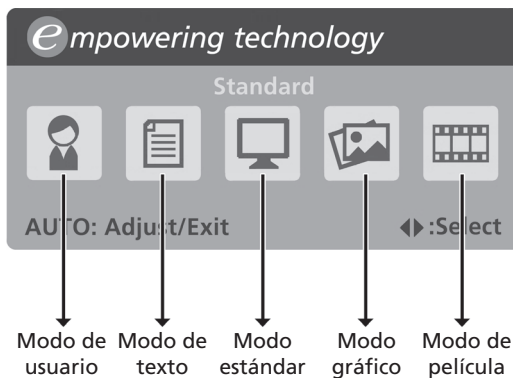 empowering technology
Standard
AUTO: Adjust/Exit :Select
Modo de usuario
Modo de texto
Modo estándar
Modo gráfico
Modo de película